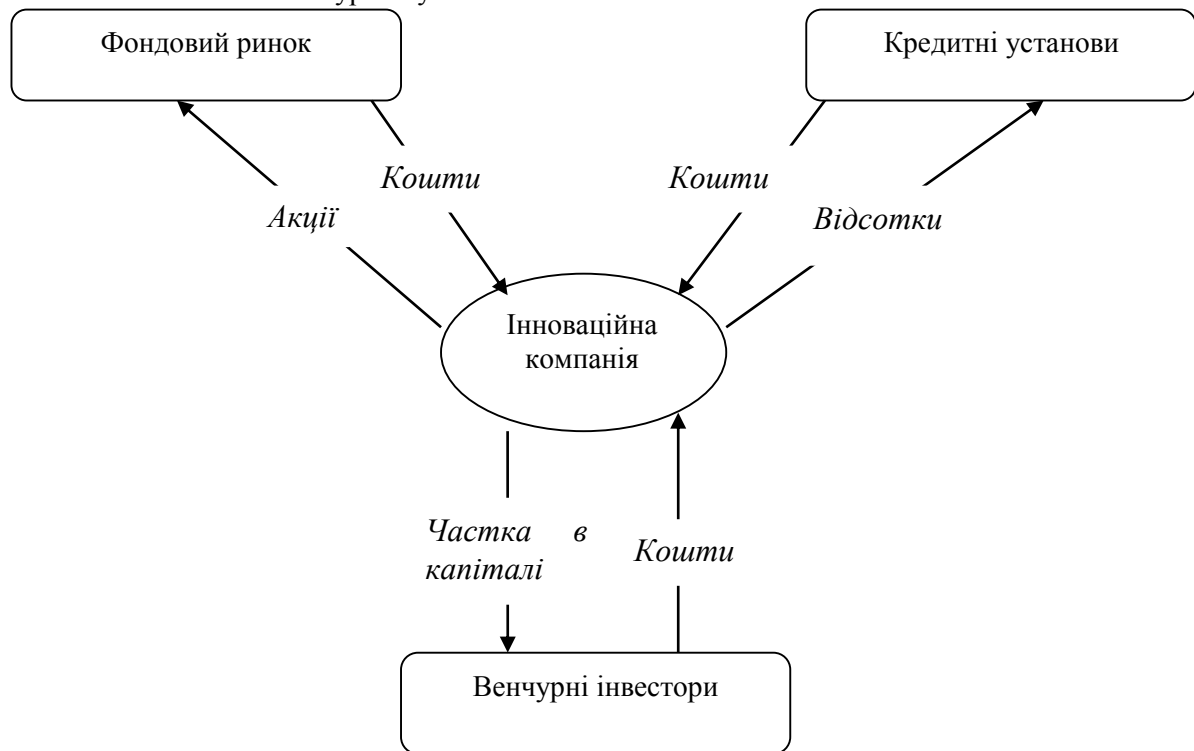 Фондовий ринок
Кредитні установи
Кошти
Кошти
Акції
Відсотки
Інноваційна
компанія
Частка в
капіталі
Кошти
Венчурні інвестори